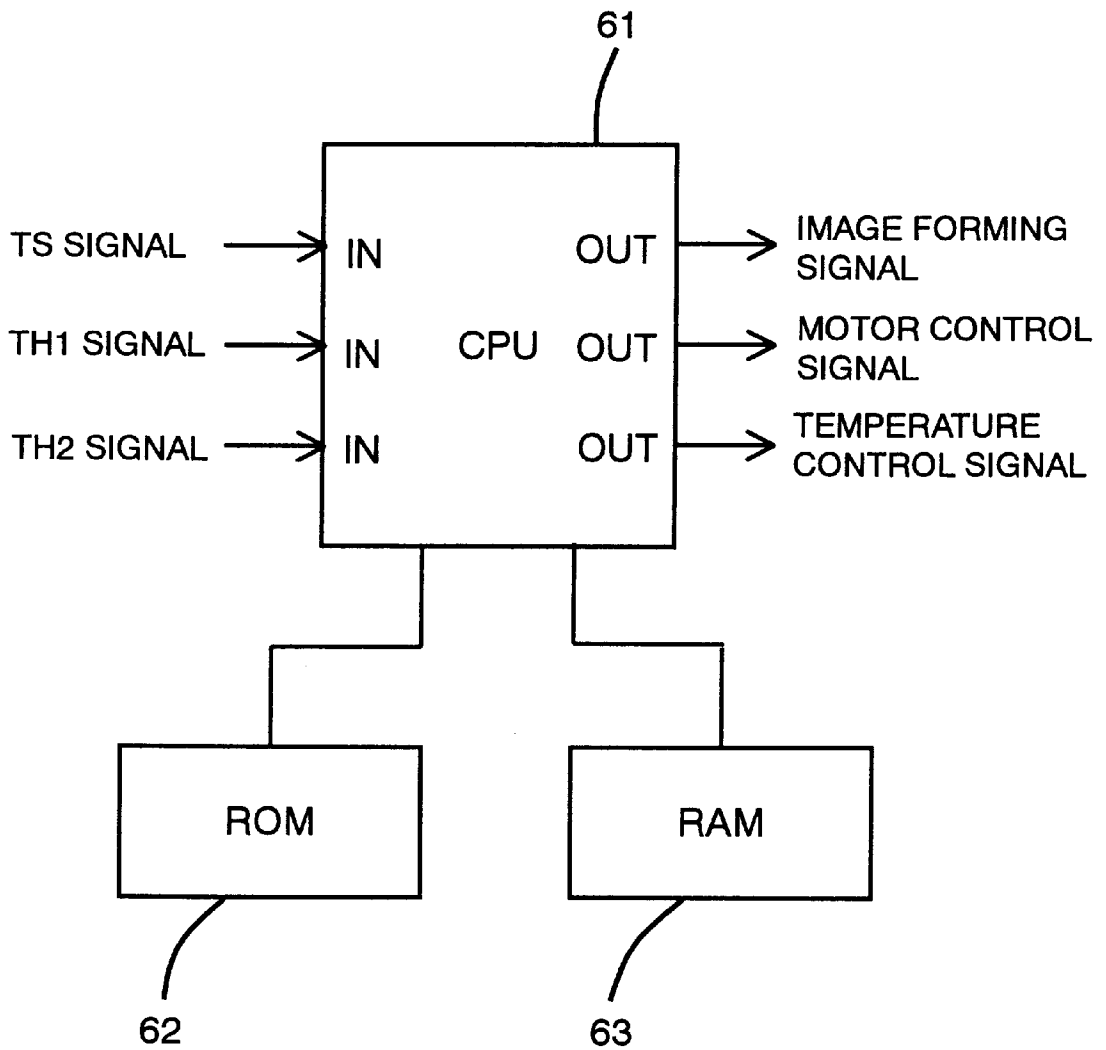 61
TS SIGNAL
IN
OUT
IMAGE FORMING
SIGNAL
TH1 SIGNAL
IN
CPU
OUT
MOTOR CONTROL
SIGNAL
TH2 SIGNAL
IN
OUT
TEMPERATURE
CONTROL SIGNAL
ROM
RAM
62
63